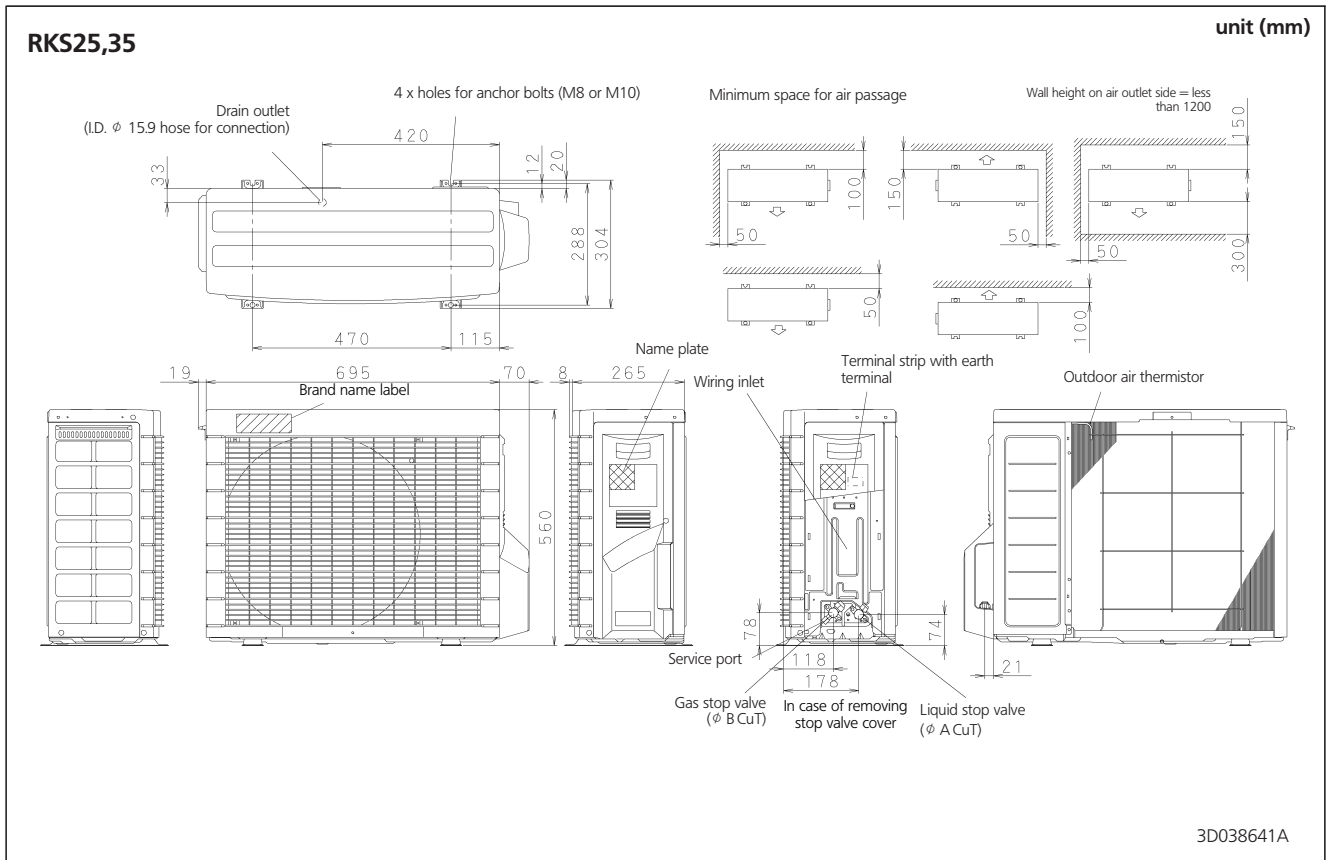 RKS25,35
unit (mm)
4 x holes for anchor bolts (M8 or M10)
Drain outlet
(I.D. ϕ 15.9 hose for connection)
420
33
12
20
288
304
470
115
Minimum space for air passage
Wall height on air outlet side = less
than 1200
100
50
150
50
150
50
300
50
100
19
695
70
Brand name label
560
8
265
Name plate
Wiring inlet
Terminal strip with earth
terminal
Outdoor air thermistor
78
74
118
178
21
Service port
Gas stop valve
(ϕ B CuT)
In case of removing
stop valve cover
Liquid stop valve
(ϕ A CuT)
3D038641A